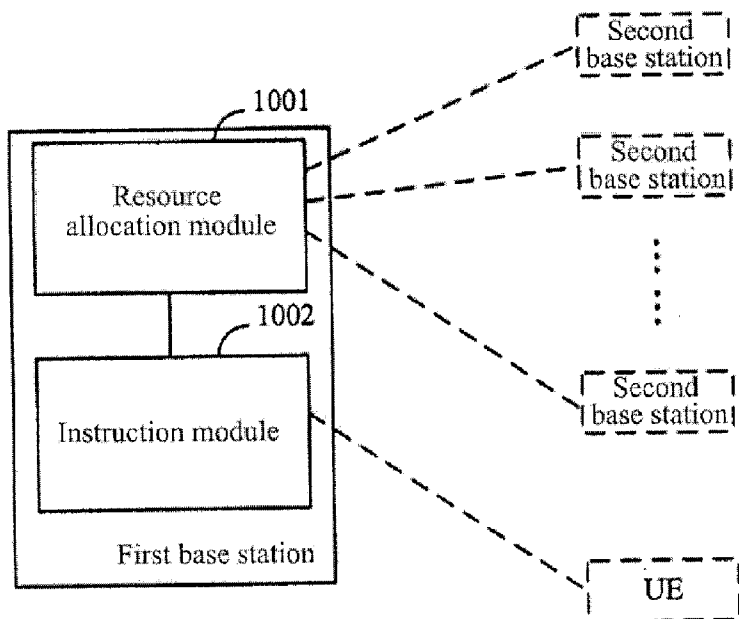 1001
Resource
allocation module
1002
Instruction module
First base station
Second
base station
Second
base station
Second
base station
UE